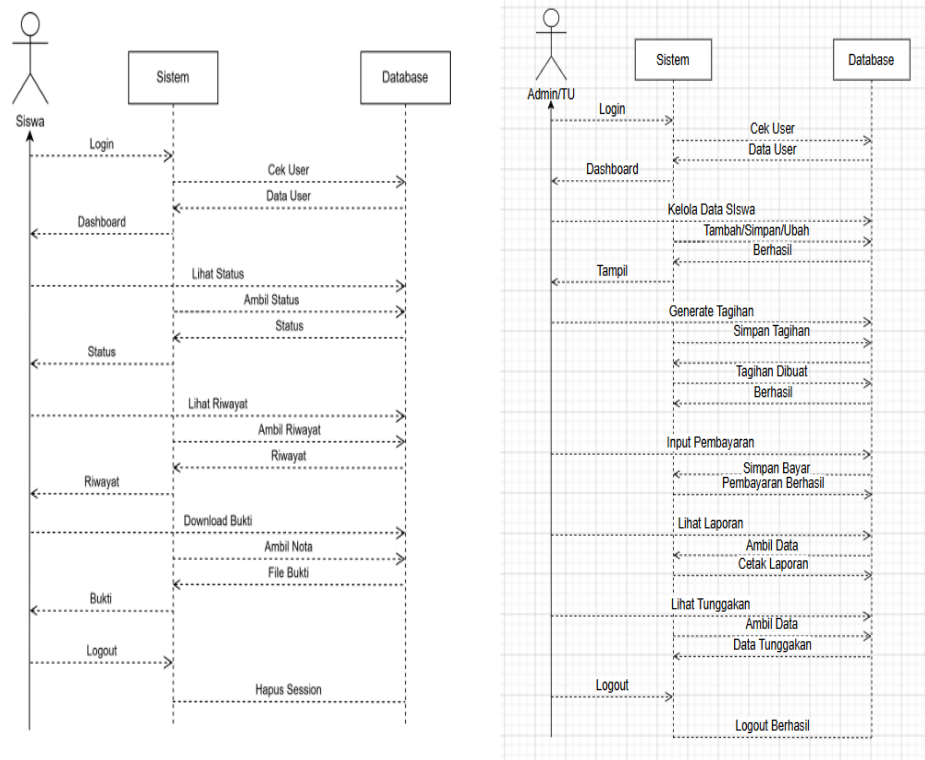 Siswa
Sistem
Database
Login
Cek User
Data User
Dashboard
Lihat Status
Ambil Status
Status
Status
Lihat Riwayat
Ambil Riwayat
Riwayat
Riwayat
Download Bukti
Ambil Nota
File Bukti
Bukti
Logout
Hapus Session
Admin/TU
Sistem
Database
Login
Cek User
Data User
Dashboard
Kelola Data SIswa
Tambah/Simpan/Ubah
Berhasil
Tampil
Generate Tagihan
Simpan Tagihan
Tagihan Dibuat
Berhasil
Input Pembayaran
Simpan Bayar
Pembayaran Berhasil
Lihat Laporan
Ambil Data
Cetak Laporan
Lihat Tunggakan
Ambil Data
Data Tunggakan
Logout
Logout Berhasil